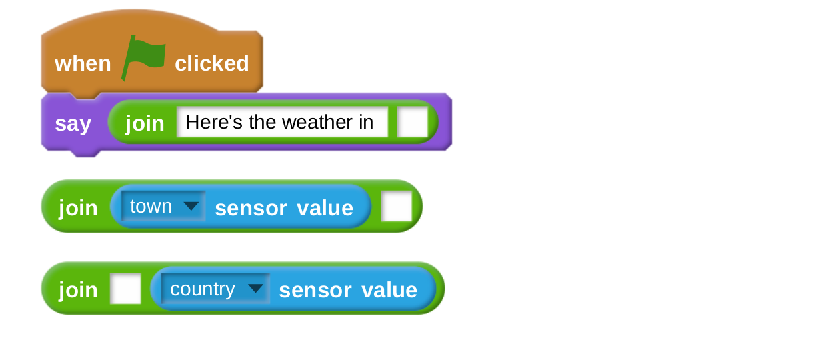 when clicked
say join Here's the weather in
join town sensor value
join country sensor value